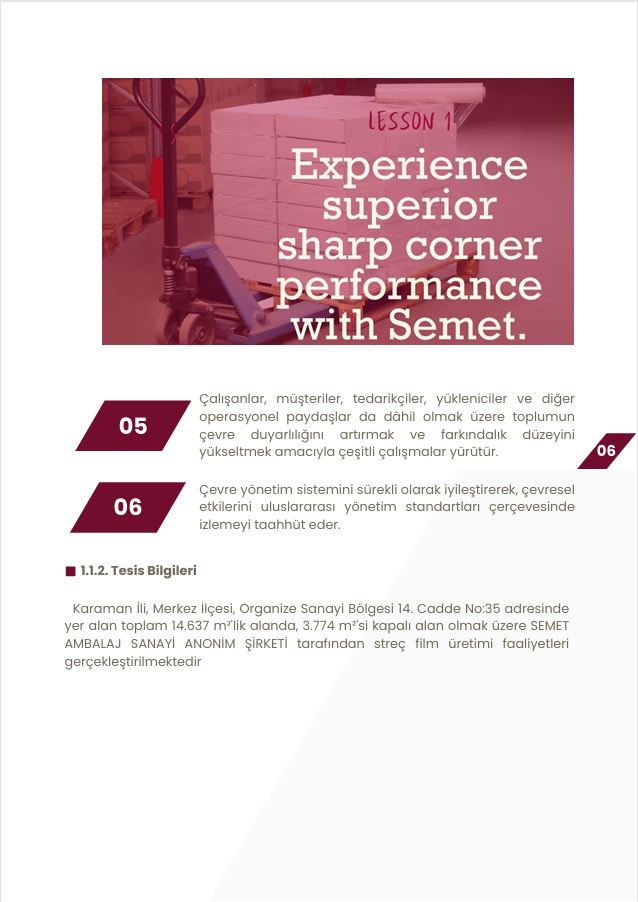 LESSON 1
Experience
superior
sharp corner
performance
with Semet.
05
Çalışanlar, müşteriler, tedarikçiler, yükleniciler ve diğer
operasyonel paydaşlar da dâhil olmak üzere toplumun
çevre duyarlılığını artırmak ve farkındalık düzeyini
yükseltmek amacıyla çeşitli çalışmalar yürütür.
06
06
Çevre yönetim sistemini sürekli olarak iyileştirerek, çevresel
etkilerini uluslararası yönetim standartları çerçevesinde
izlemeyi taahhüt eder.
1.1.2. Tesis Bilgileri
Karaman İli, Merkez İlçesi, Organize Sanayi Bölgesi 14. Cadde No:35 adresinde
yer alan toplam 14.637 m²'lik alanda, 3.774 m²'si kapalı alan olmak üzere SEMET
AMBALAJ SANAYİ ANONİM ŞİRKETİ tarafından streç film üretimi faaliyetleri
gerçekleştirilmektedir